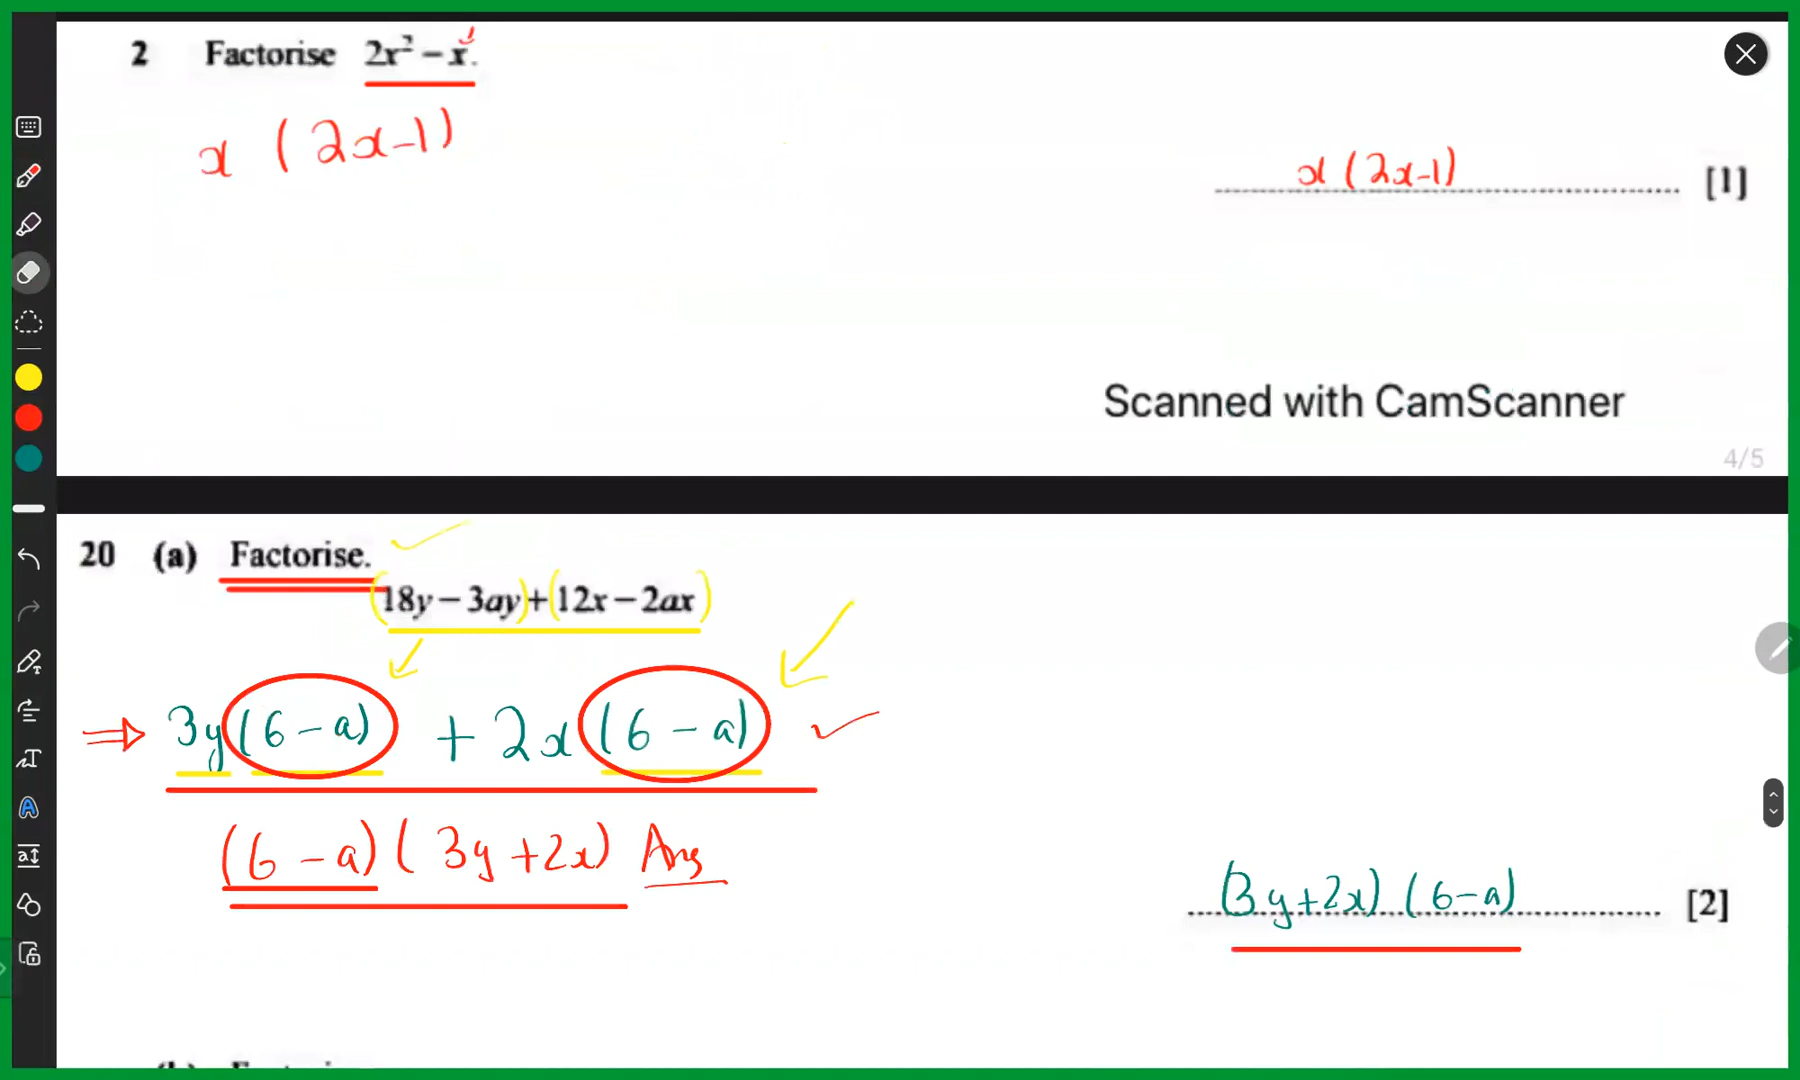 2 Factorise 2x² − x.
x (2x-1)
x (2x-1) [1]
Scanned with CamScanner
4/5
20 (a) Factorise.
(18y − 3ay) + (12x − 2ax)
⇒ 3y(6 − a) + 2x(6 − a)
(6 − a)(3y + 2x) Ans
(3y+2x)(6-a) [2]